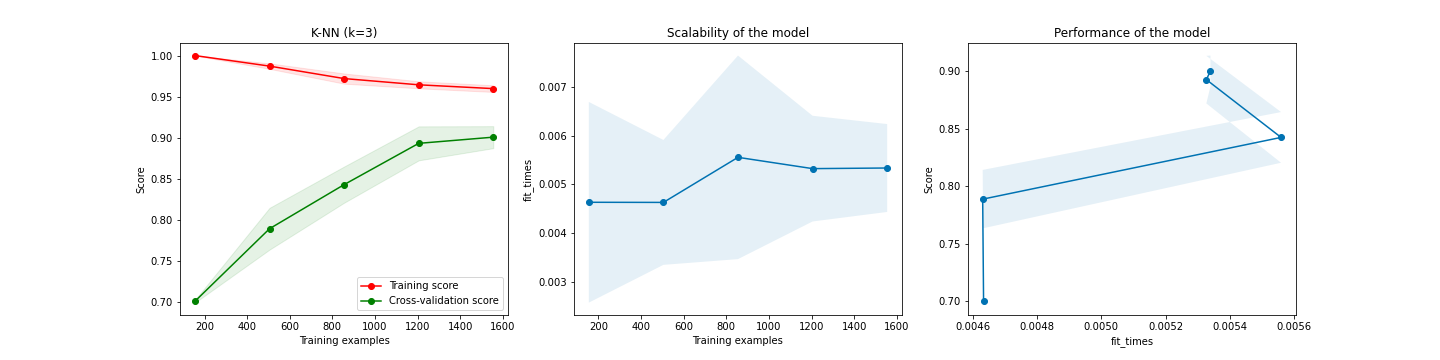 K-NN (k=3)
Score
1.00
0.95
0.90
0.85
0.80
0.75
0.70
200 400 600 800 1000 1200 1400 1600
Training examples
Training score
Cross-validation score
Scalability of the model
fit_times
0.007
0.006
0.005
0.004
0.003
200 400 600 800 1000 1200 1400 1600
Training examples
Performance of the model
Score
0.90
0.85
0.80
0.75
0.70
0.0046 0.0048 0.0050 0.0052 0.0054 0.0056
fit_times